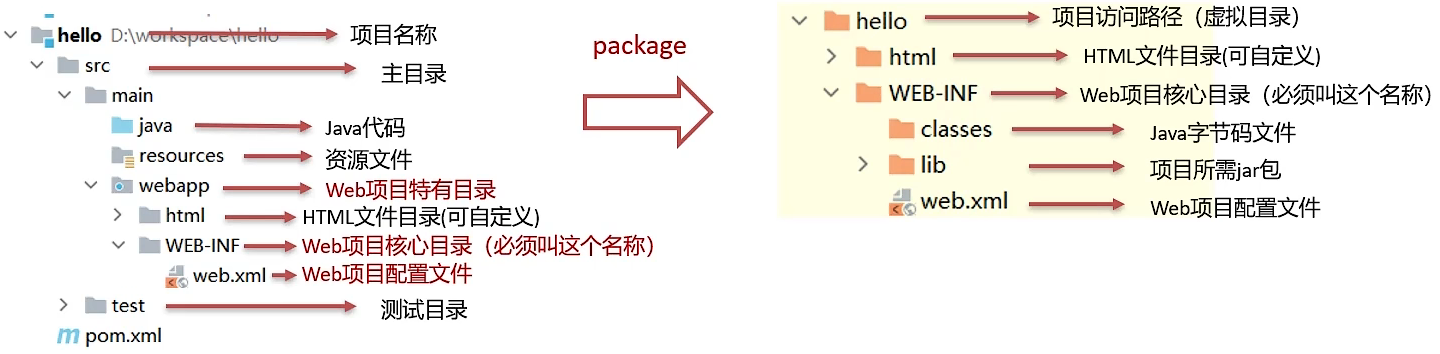 hello D:\workspace\hello 项目名称
src 主目录
main
java Java代码
resources 资源文件
webapp Web项目特有目录
html HTML文件目录(可自定义)
WEB-INF Web项目核心目录（必须叫这个名称）
web.xml Web项目配置文件
test 测试目录
pom.xml
package
hello 项目访问路径（虚拟目录）
html HTML文件目录(可自定义)
WEB-INF Web项目核心目录（必须叫这个名称）
classes Java字节码文件
lib 项目所需jar包
web.xml Web项目配置文件